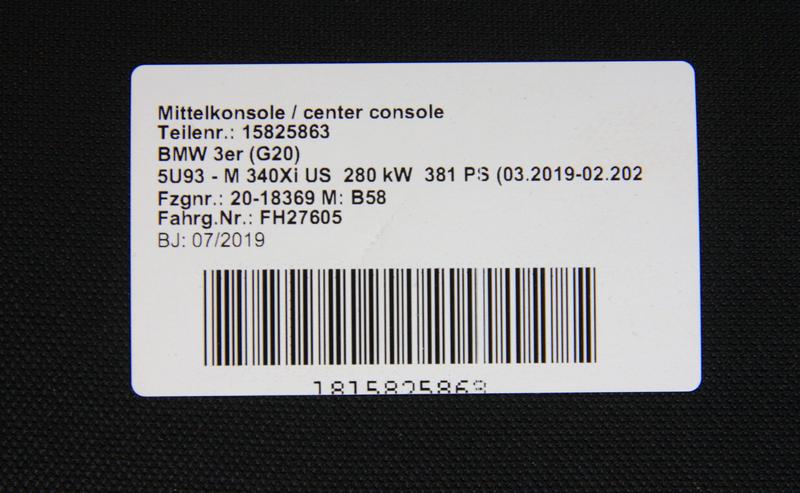 Mittelkonsole / center console
Teilenr.: 15825863
BMW 3er (G20)
5U93 - M 340Xi US 280 kW 381 PS (03.2019-02.202
Fzgnr.: 20-18369 M: B58
Fahrg.Nr.: FH27605
BJ: 07/2019
1815825863